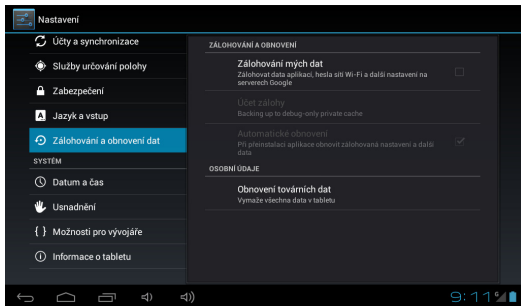 Nastavení
Účty a synchronizace
Služby určování polohy
Zabezpečení
A Jazyk a vstup
Zálohování a obnovení dat
SYSTÉM
Datum a čas
Usnadnění
{ } Možnosti pro vývojáře
Informace o tabletu
ZÁLOHOVÁNÍ A OBNOVENÍ
Zálohování mých dat
Zálohovat data aplikací, hesla sítí Wi-Fi a další nastavení na
serverech Google
Účet zálohy
Backing up to debug-only private cache
Automatické obnovení
Při přeinstalaci aplikace obnovit zálohovaná nastavení a další
data
OSOBNÍ ÚDAJE
Obnovení továrních dat
Vymaže všechna data v tabletu
9:11 G